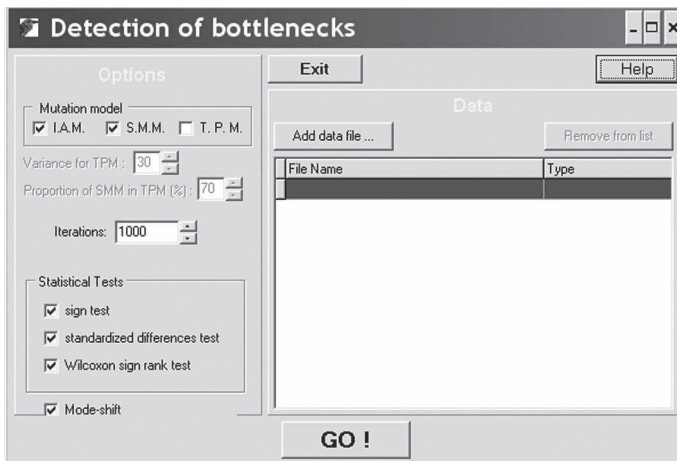 Detection of bottlenecks
Options
Mutation model
I.A.M. S.M.M. T. P. M.
Variance for TPM : 30
Proportion of SMM in TPM (%) : 70
Iterations: 1000
Statistical Tests
sign test
standardized differences test
Wilcoxon sign rank test
Mode-shift
Exit
Help
Data
Add data file ...
Remove from list
File Name Type
GO !